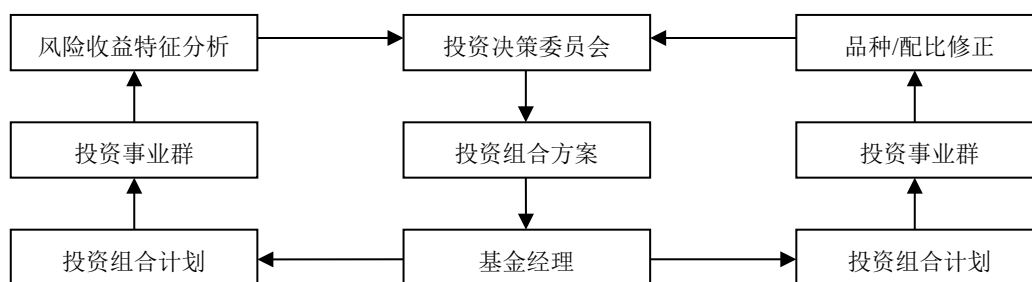 风险收益特征分析
投资决策委员会
品种/配比修正
投资事业群
投资组合方案
投资事业群
投资组合计划
基金经理
投资组合计划